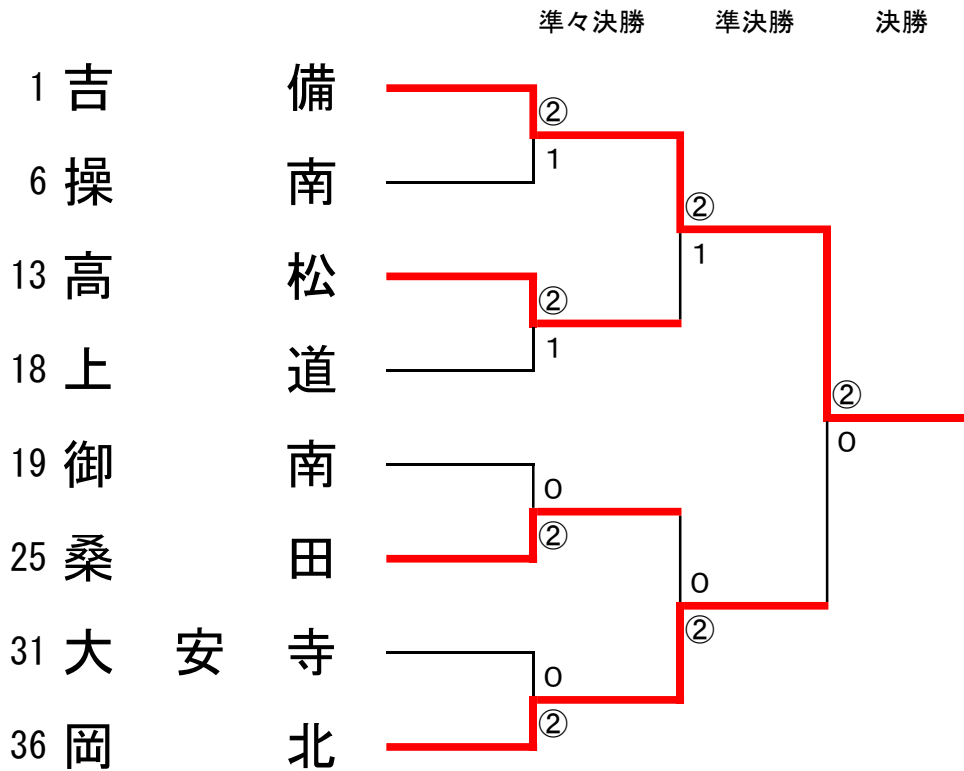 準々決勝 準決勝 決勝
1 吉備
②
1
6 操南
②
1
13 高松
②
1
18 上道
②
0
19 御南
0
②
25 桑田
0
②
31 大安寺
0
②
36 岡北